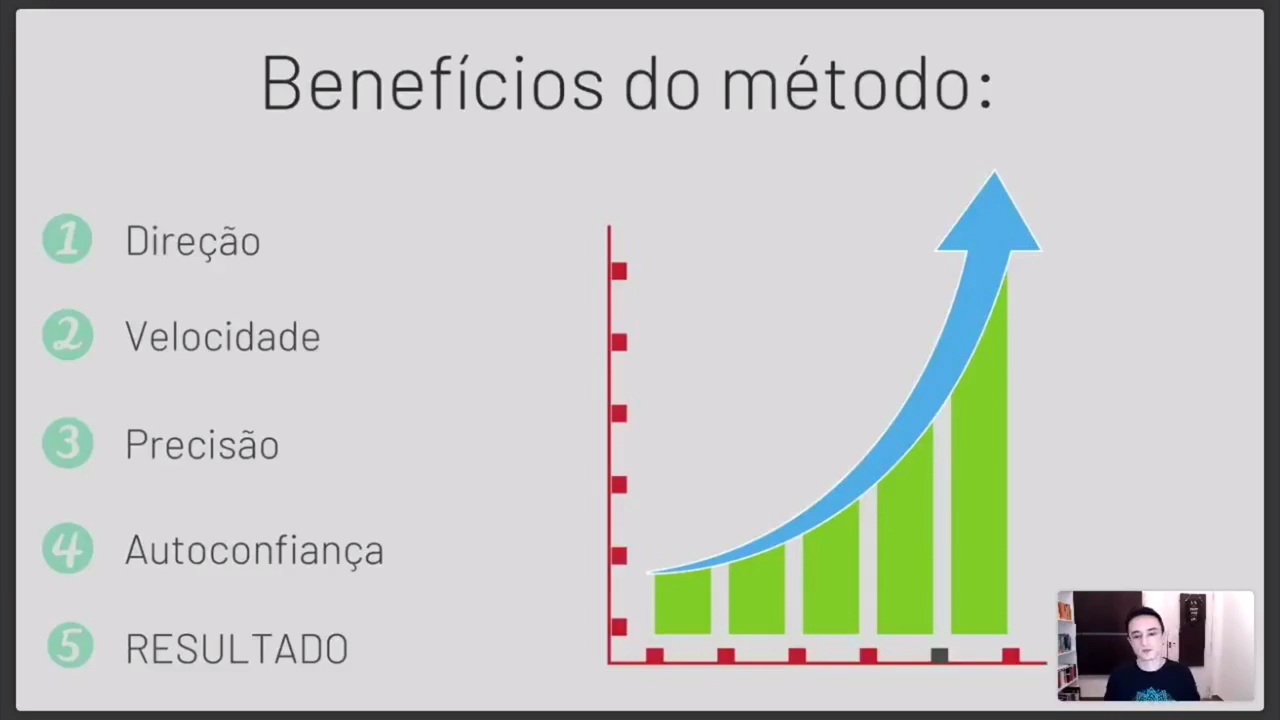 Benefícios do método:
1 Direção
2 Velocidade
3 Precisão
4 Autoconfiança
5 RESULTADO